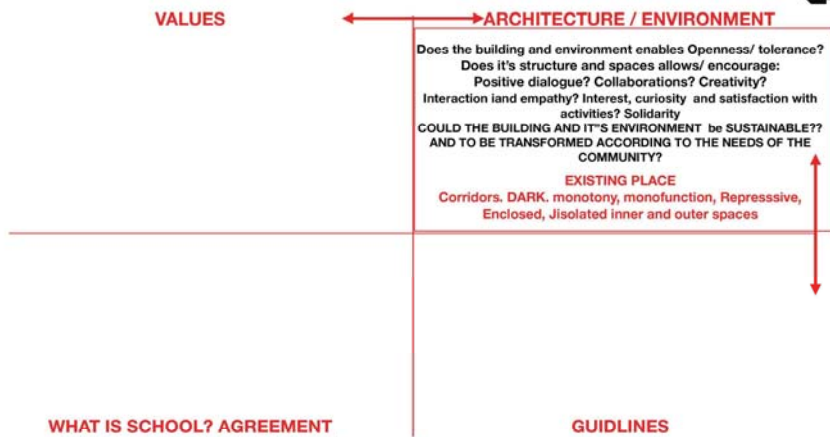 VALUES
ARCHITECTURE / ENVIRONMENT
Does the building and environment enables Openness/ tolerance?
Does it's structure and spaces allows/ encourage:
Positive dialogue? Collaborations? Creativity?
Interaction iand empathy? Interest, curiosity and satisfaction with
activities? Solidarity
COULD THE BUILDING AND IT"S ENVIRONMENT be SUSTAINABLE??
AND TO BE TRANSFORMED ACCORDING TO THE NEEDS OF THE
COMMUNITY?
EXISTING PLACE
Corridors. DARK. monotony, monofunction, Represssive,
Enclosed, Jisolated inner and outer spaces
WHAT IS SCHOOL? AGREEMENT
GUIDLINES